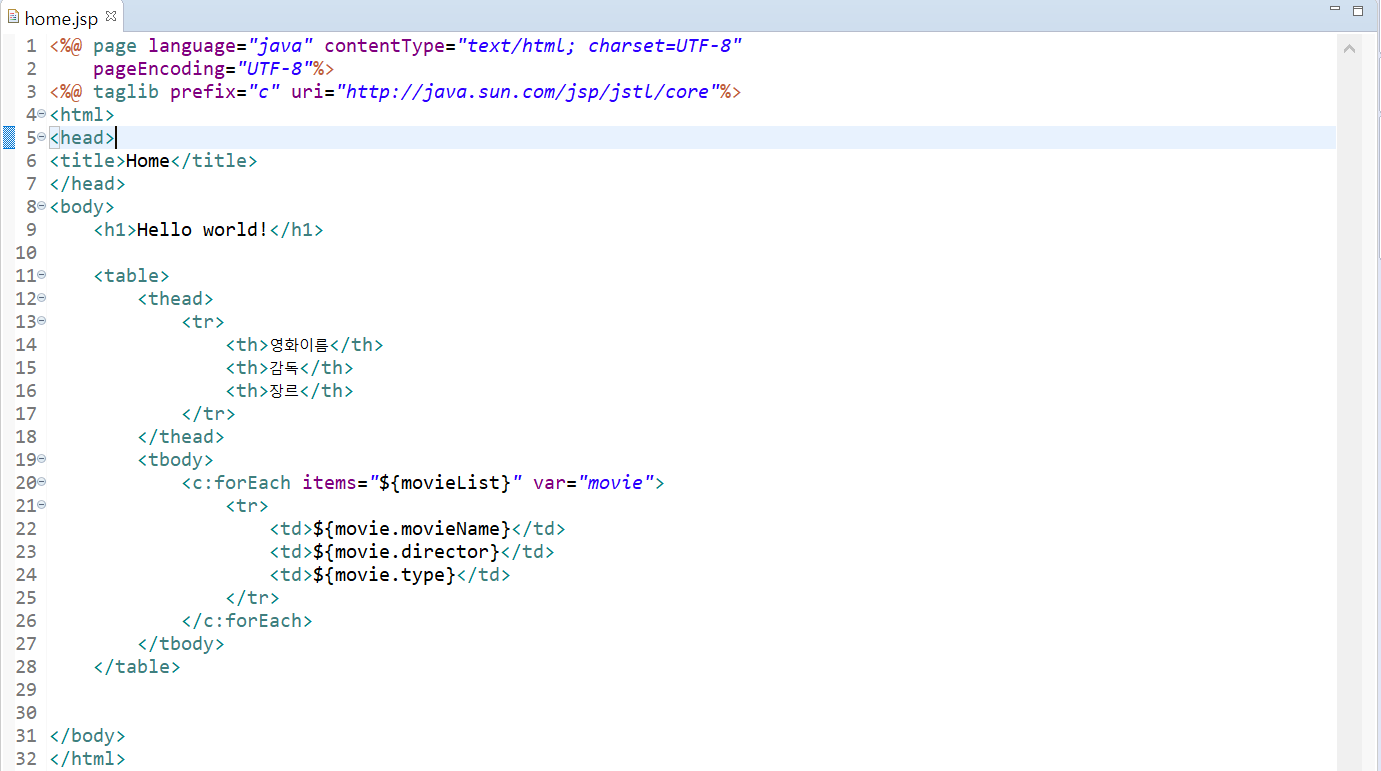 home.jsp
1 <%@ page language="java" contentType="text/html; charset=UTF-8"
2     pageEncoding="UTF-8"%>
3 <%@ taglib prefix="c" uri="http://java.sun.com/jsp/jstl/core"%>
4 <html>
5 <head>
6 <title>Home</title>
7 </head>
8 <body>
9     <h1>Hello world!</h1>
10
11     <table>
12         <thead>
13             <tr>
14                 <th>영화이름</th>
15                 <th>감독</th>
16                 <th>장르</th>
17             </tr>
18         </thead>
19         <tbody>
20             <c:forEach items="${movieList}" var="movie">
21                 <tr>
22                     <td>${movie.movieName}</td>
23                     <td>${movie.director}</td>
24                     <td>${movie.type}</td>
25                 </tr>
26             </c:forEach>
27         </tbody>
28     </table>
29
30
31 </body>
32 </html>